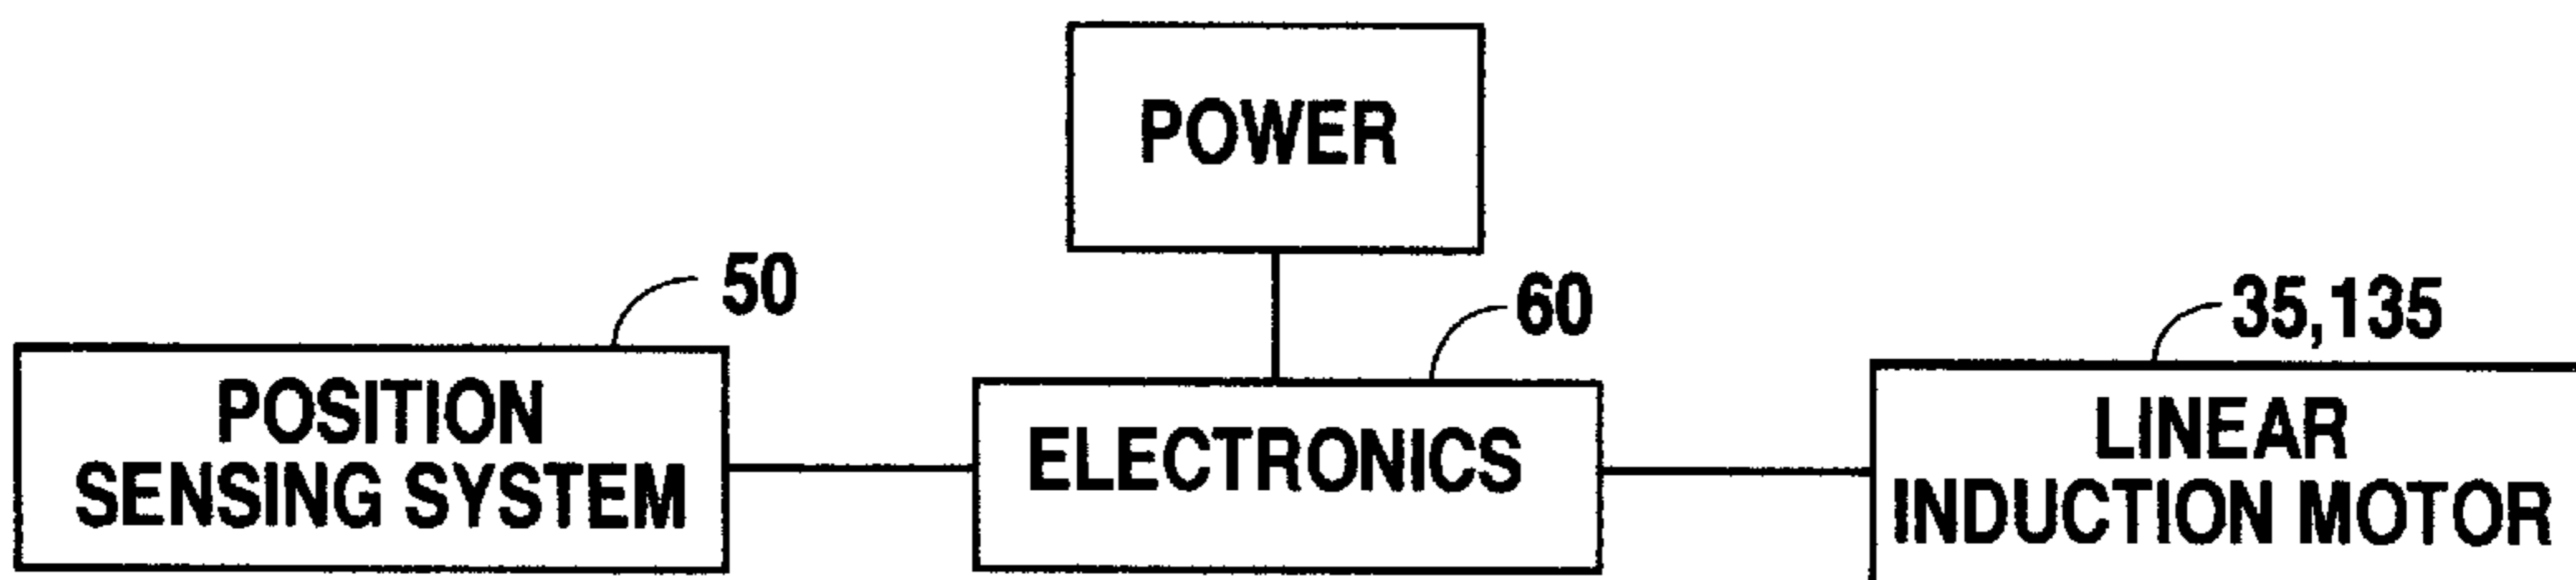 POWER
50
60
35,135
POSITION
SENSING SYSTEM
ELECTRONICS
LINEAR
INDUCTION MOTOR